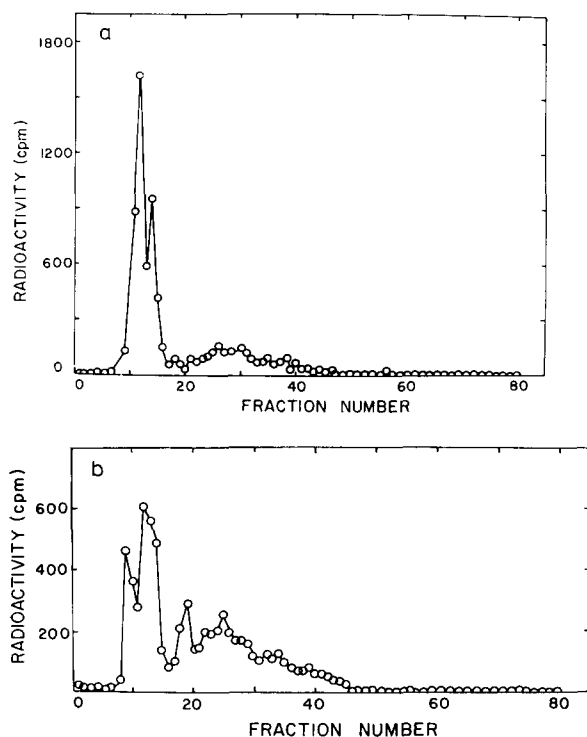 a
1800
1200
600
0
RADIOACTIVITY (cpm)
0 20 40 60 80
FRACTION NUMBER
b
600
400
200
RADIOACTIVITY (cpm)
0 20 40 60 80
FRACTION NUMBER